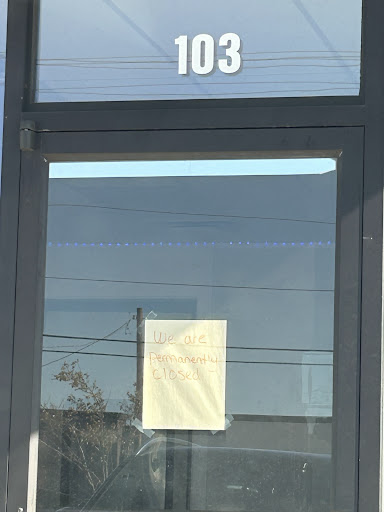 103
We are
permanently
closed